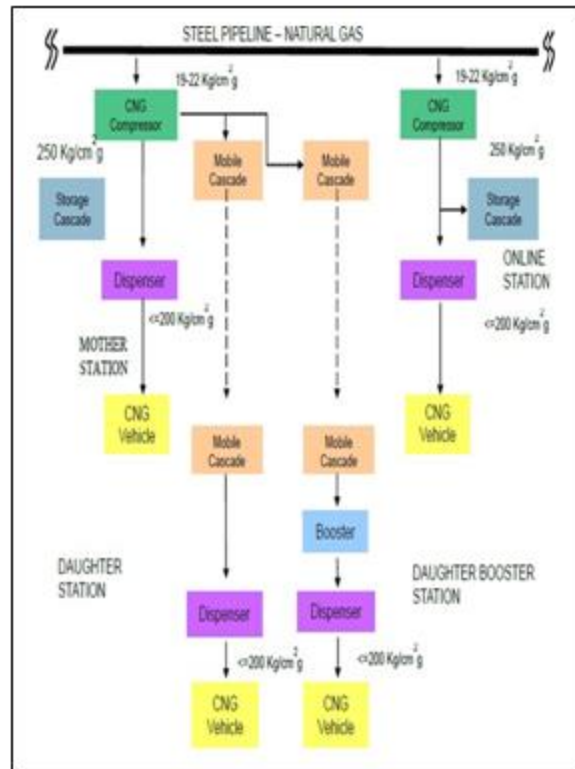 STEEL PIPELINE – NATURAL GAS
19-22 Kg/cm²g
19-22 Kg/cm²g
CNG
Compressor
CNG
Compressor
250 Kg/cm²g
250 Kg/cm²g
Mobile
Cascade
Mobile
Cascade
Storage
Cascade
Storage
Cascade
Dispenser
Dispenser
ONLINE
STATION
<=200 Kg/cm²g
<=200 Kg/cm²g
MOTHER
STATION
CNG
Vehicle
CNG
Vehicle
Mobile
Cascade
Mobile
Cascade
Booster
DAUGHTER
STATION
DAUGHTER BOOSTER
STATION
Dispenser
Dispenser
<=200 Kg/cm²g
<=200 Kg/cm²g
CNG
Vehicle
CNG
Vehicle